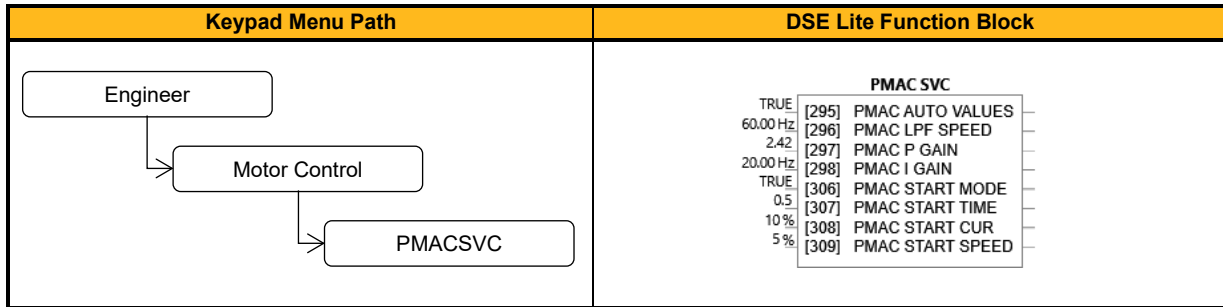 Keypad Menu Path
DSE Lite Function Block
Engineer
Motor Control
PMACSVC
PMAC SVC
TRUE [295] PMAC AUTO VALUES
60.00 Hz [296] PMAC LPF SPEED
2.42 [297] PMAC P GAIN
20.00 Hz [298] PMAC I GAIN
TRUE [306] PMAC START MODE
0.5 [307] PMAC START TIME
10 % [308] PMAC START CUR
5 % [309] PMAC START SPEED